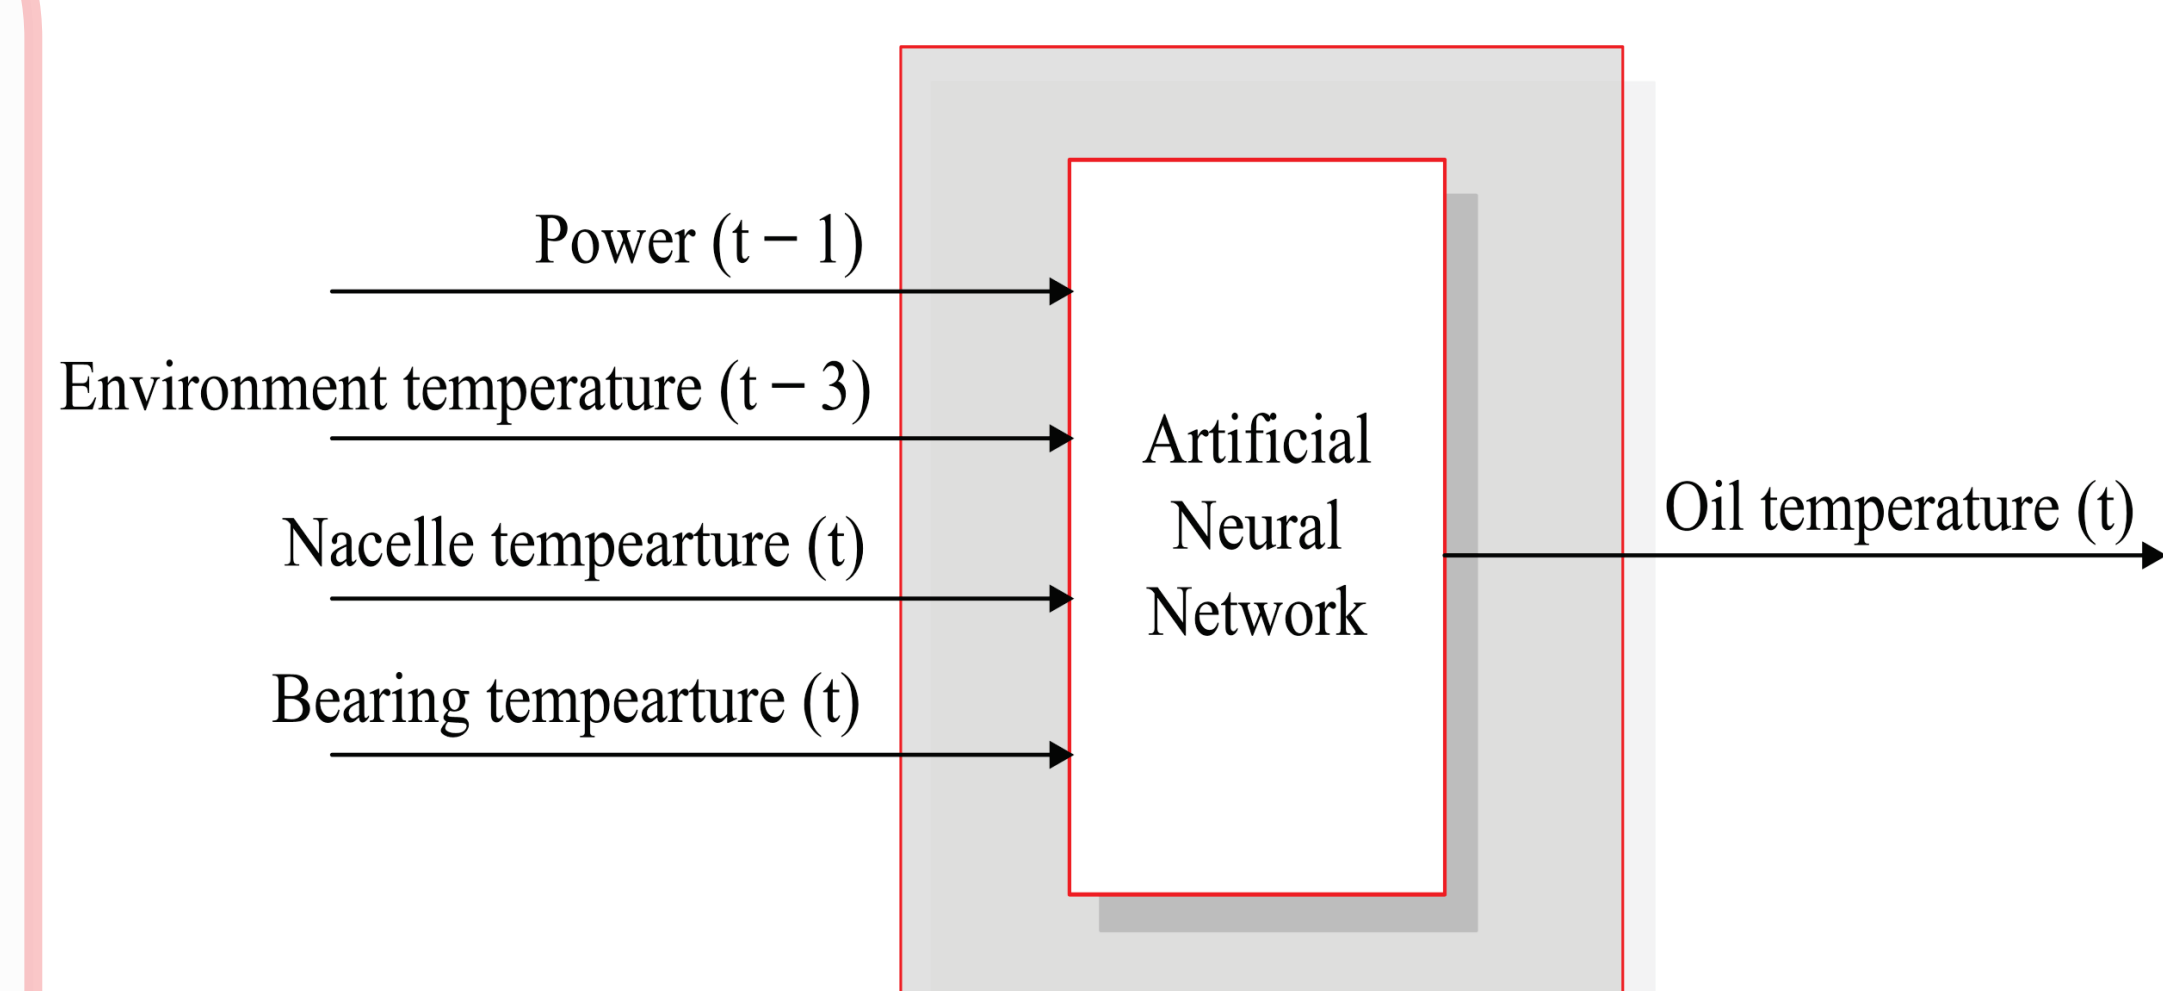 Power (t − 1)
Environment temperature (t − 3)
Nacelle tempearture (t)
Bearing tempearture (t)
Artificial
Neural
Network
Oil temperature (t)